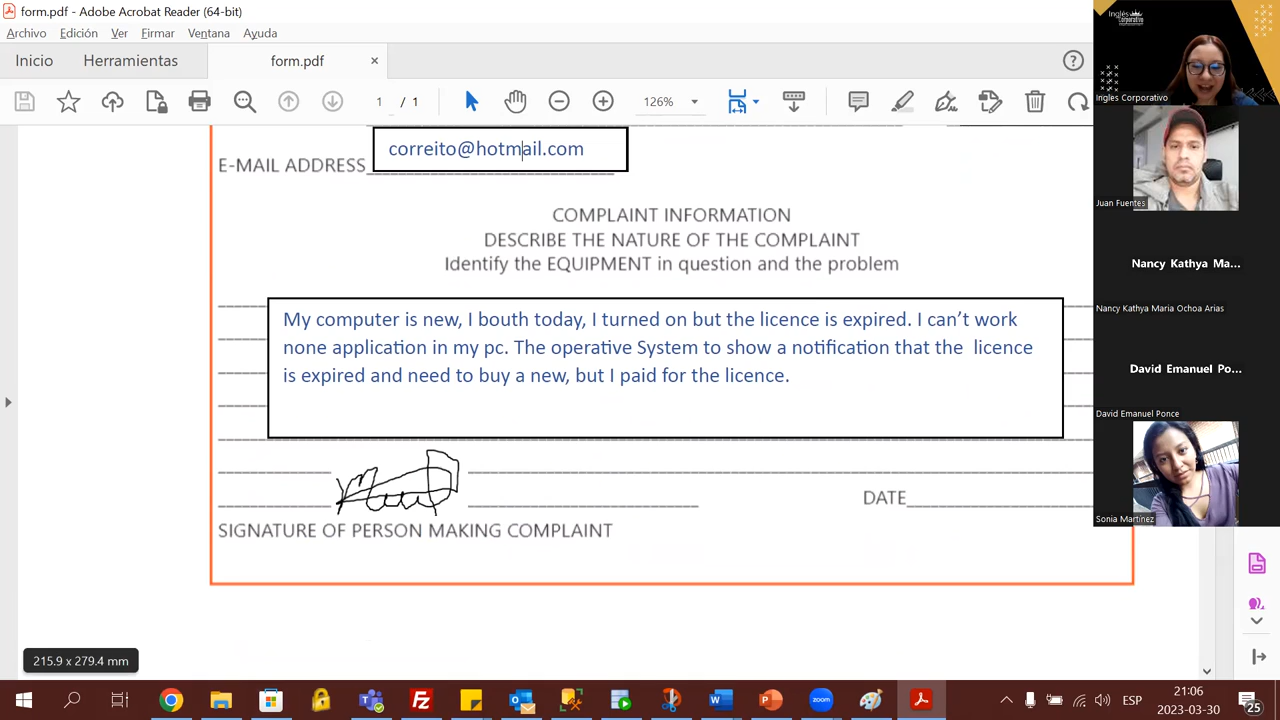 form.pdf - Adobe Acrobat Reader (64-bit)
Archivo Edición Ver Firmar Ventana Ayuda
Inicio Herramientas form.pdf ×
1 / 1 126%
correito@hotmail.com
E-MAIL ADDRESS
COMPLAINT INFORMATION
DESCRIBE THE NATURE OF THE COMPLAINT
Identify the EQUIPMENT in question and the problem
My computer is new, I bouth today, I turned on but the licence is expired. I can’t work
none application in my pc. The operative System to show a notification that the licence
is expired and need to buy a new, but I paid for the licence.
DATE
SIGNATURE OF PERSON MAKING COMPLAINT
215.9 x 279.4 mm
Inglés
Corporativo
Ingles Corporativo
Juan Fuentes
Nancy Kathya Ma...
Nancy Kathya Maria Ochoa Arias
David Emanuel Po...
David Emanuel Ponce
Sonia Martínez
zoom
ESP
21:06
2023-03-30
25